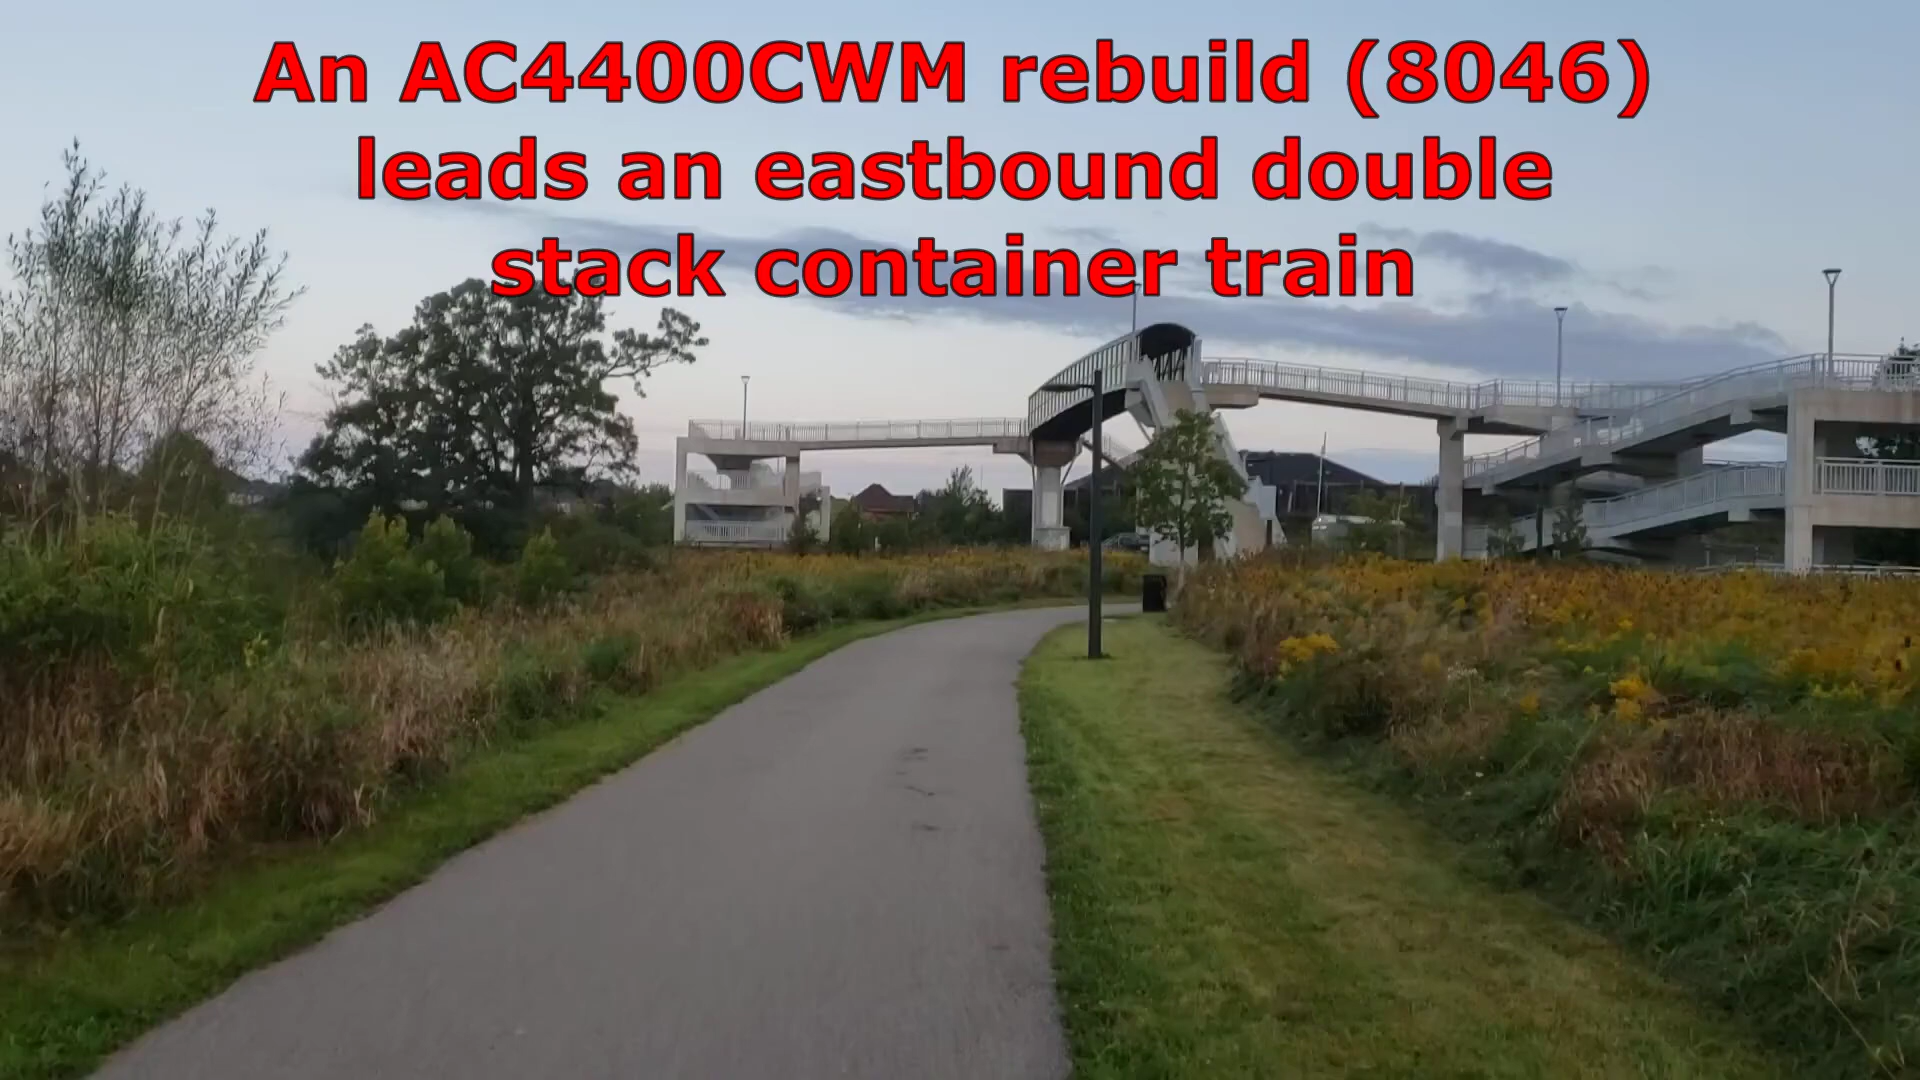 An AC4400CWM rebuild (8046)
leads an eastbound double
stack container train